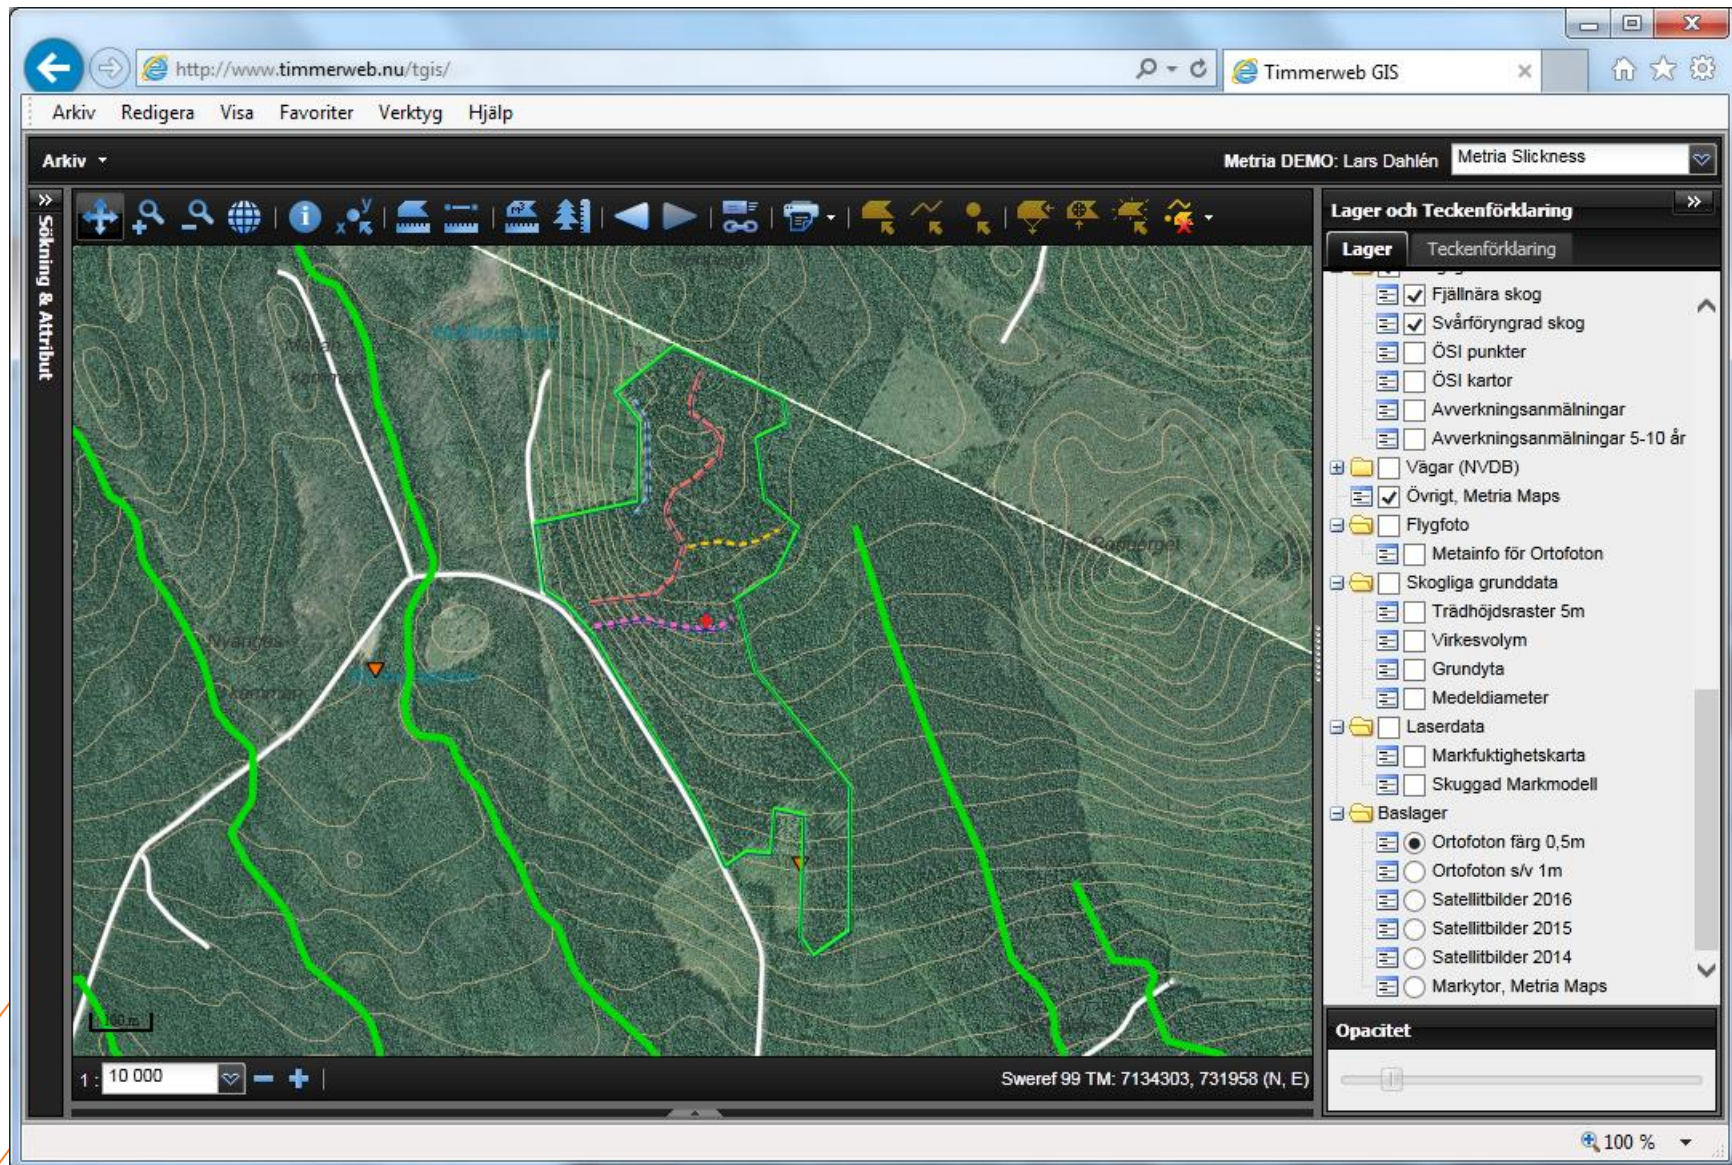 http://www.timmerweb.nu/tgis/
Timmerweb GIS
Arkiv Redigera Visa Favoriter Verktyg Hjälp
Arkiv
Metria DEMO: Lars Dahlén
Metria Slickness
Sökning & Attribut
Lager och Teckenförklaring
Lager Teckenförklaring
Fjällnära skog
Svårföryngrad skog
ÖSI punkter
ÖSI kartor
Avverkningsanmälningar
Avverkningsanmälningar 5-10 år
Vägar (NVDB)
Övrigt, Metria Maps
Flygfoto
Metainfo för Ortofoton
Skogliga grunddata
Trädhöjdsraster 5m
Virkesvolym
Grundyta
Medeldiameter
Laserdata
Markfuktighetskarta
Skuggad Markmodell
Baslager
Ortofoton färg 0,5m
Ortofoton s/v 1m
Satellitbilder 2016
Satellitbilder 2015
Satellitbilder 2014
Markytor, Metria Maps
Opacitet
100 m
1 : 10 000
Sweref 99 TM: 7134303, 731958 (N, E)
100 %